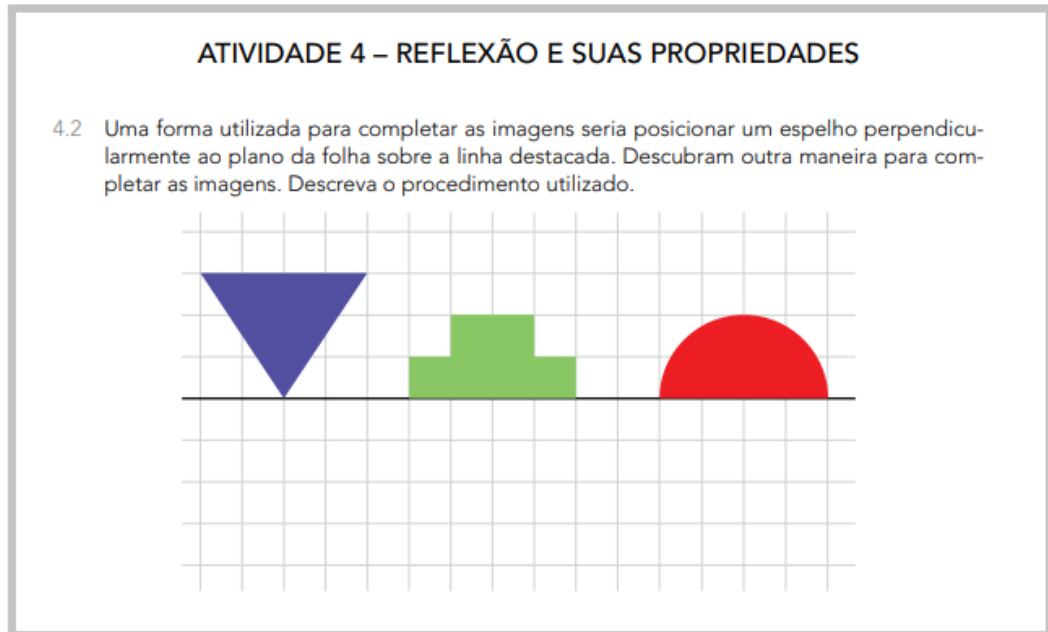 ATIVIDADE 4 – REFLEXÃO E SUAS PROPRIEDADES
4.2 Uma forma utilizada para completar as imagens seria posicionar um espelho perpendicu-
larmente ao plano da folha sobre a linha destacada. Descubram outra maneira para com-
pletar as imagens. Descreva o procedimento utilizado.